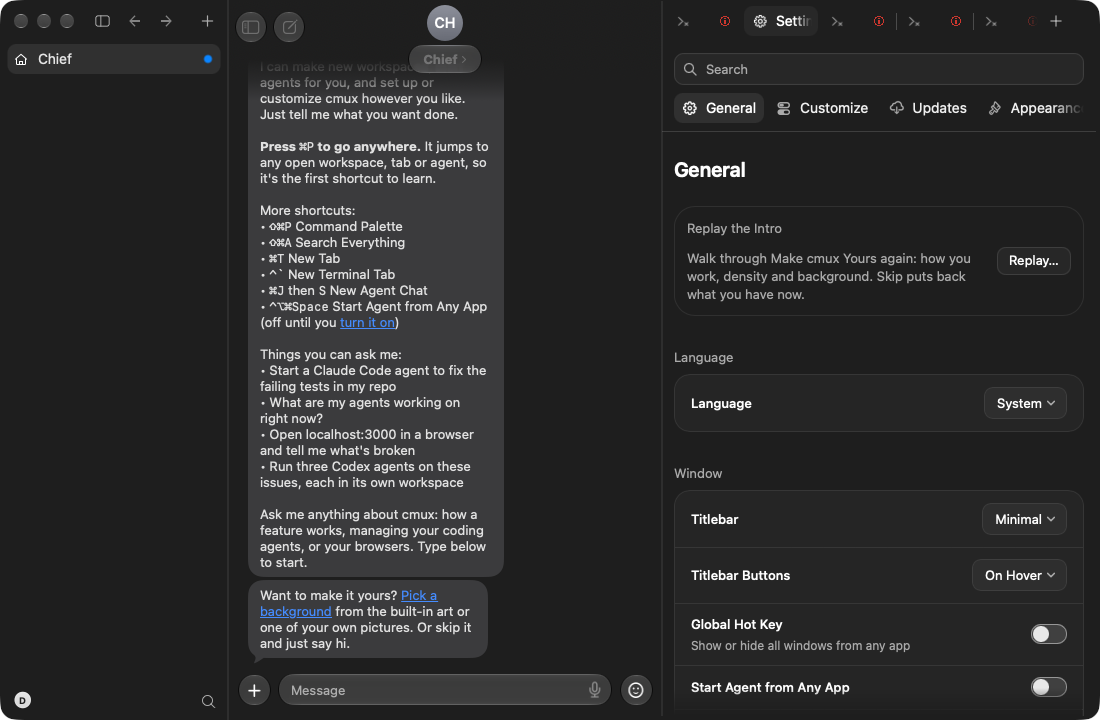 Chief
D
CH
Chief
I can make new workspac
agents for you, and set up or
customize cmux however you like.
Just tell me what you want done.
Press ⌘P to go anywhere. It jumps to
any open workspace, tab or agent, so
it's the first shortcut to learn.
More shortcuts:
• ⇧⌘P Command Palette
• ⇧⌘A Search Everything
• ⌘T New Tab
• ^` New Terminal Tab
• ⌘J then S New Agent Chat
• ^⌥⌘Space Start Agent from Any App
(off until you turn it on)
Things you can ask me:
• Start a Claude Code agent to fix the
failing tests in my repo
• What are my agents working on
right now?
• Open localhost:3000 in a browser
and tell me what's broken
• Run three Codex agents on these
issues, each in its own workspace
Ask me anything about cmux: how a
feature works, managing your coding
agents, or your browsers. Type below
to start.
Want to make it yours? Pick a
background from the built-in art or
one of your own pictures. Or skip it
and just say hi.
Message
Settin
Search
General Customize Updates Appearanc
General
Replay the Intro
Walk through Make cmux Yours again: how you
work, density and background. Skip puts back
what you have now.
Replay...
Language
Language System
Window
Titlebar Minimal
Titlebar Buttons On Hover
Global Hot Key
Show or hide all windows from any app
Start Agent from Any App